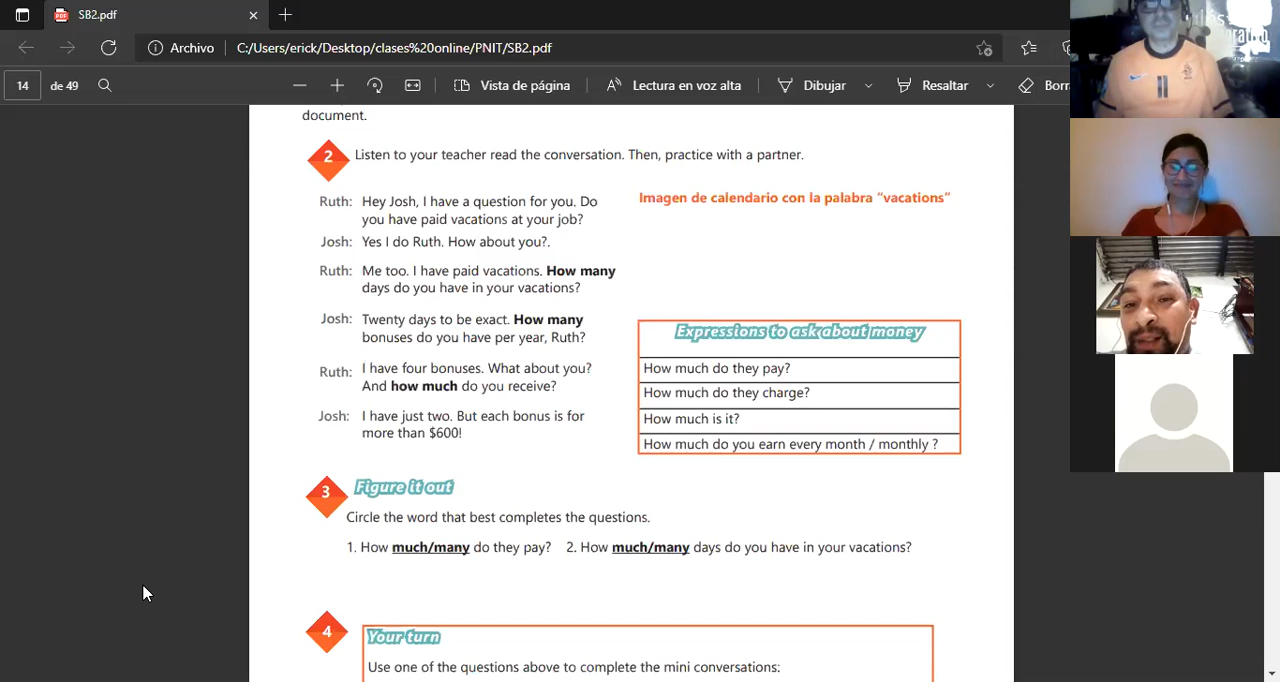 SB2.pdf
Archivo C:/Users/erick/Desktop/clases%20online/PNIT/SB2.pdf
14 de 49 Vista de página Lectura en voz alta Dibujar Resaltar
document.
2 Listen to your teacher read the conversation. Then, practice with a partner.
Ruth: Hey Josh, I have a question for you. Do
you have paid vacations at your job?
Josh: Yes I do Ruth. How about you?.
Ruth: Me too. I have paid vacations. How many
days do you have in your vacations?
Josh: Twenty days to be exact. How many
bonuses do you have per year, Ruth?
Ruth: I have four bonuses. What about you?
And how much do you receive?
Josh: I have just two. But each bonus is for
more than $600!
Imagen de calendario con la palabra “vacations”
Expressions to ask about money
How much do they pay?
How much do they charge?
How much is it?
How much do you earn every month / monthly ?
3 Figure it out
Circle the word that best completes the questions.
1. How much/many do they pay? 2. How much/many days do you have in your vacations?
4 Your turn
Use one of the questions above to complete the mini conversations:
11